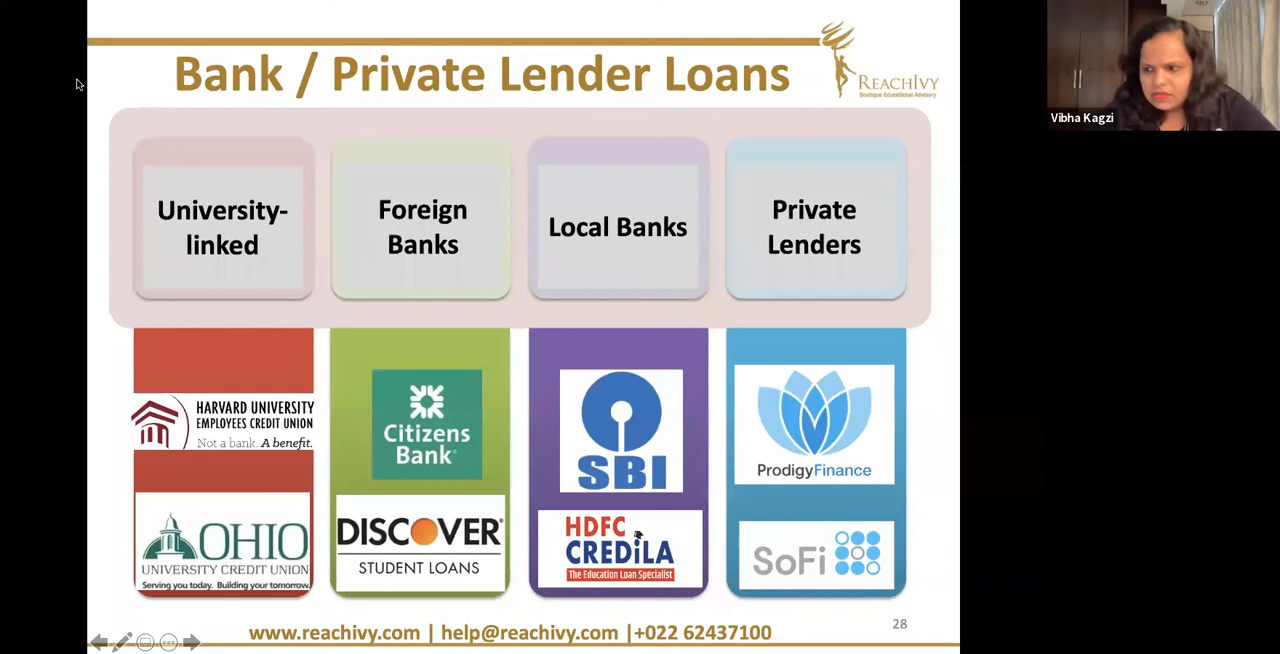 Bank / Private Lender Loans
REACHIVY
Boutique Educational Advisory
Vibha Kagzi
University-
linked
Foreign
Banks
Local Banks
Private
Lenders
HARVARD UNIVERSITY
EMPLOYEES CREDIT UNION
Not a bank. A benefit.
OHIO
UNIVERSITY CREDIT UNION
Serving you today. Building your tomorrow.
Citizens
Bank®
DISCOVER®
STUDENT LOANS
SBI
HDFC
CREDiLA
The Education Loan Specialist
ProdigyFinance
SoFi
28
www.reachivy.com | help@reachivy.com |+022 62437100